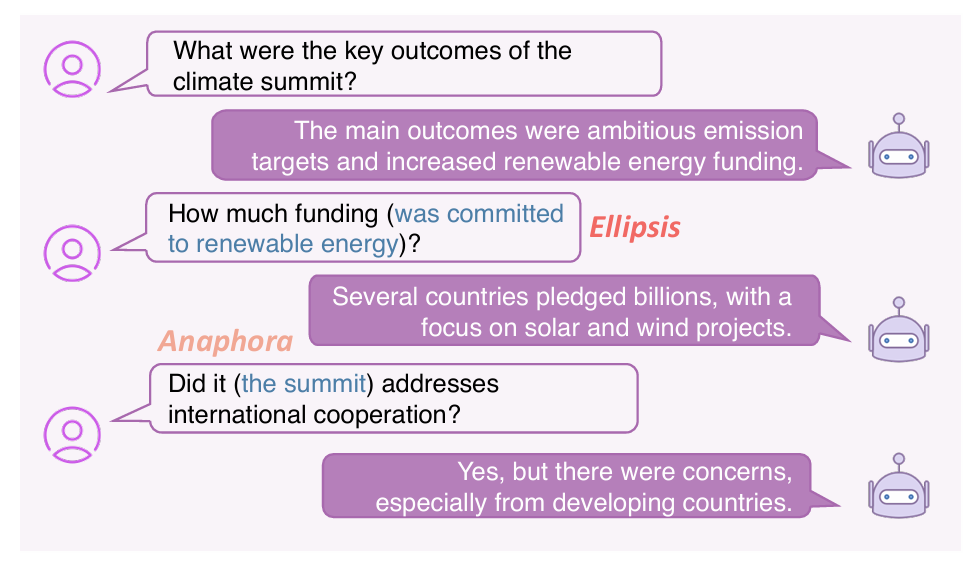 What were the key outcomes of the
climate summit?
The main outcomes were ambitious emission
targets and increased renewable energy funding.
How much funding (was committed
to renewable energy)?
Ellipsis
Several countries pledged billions, with a
focus on solar and wind projects.
Anaphora
Did it (the summit) addresses
international cooperation?
Yes, but there were concerns,
especially from developing countries.